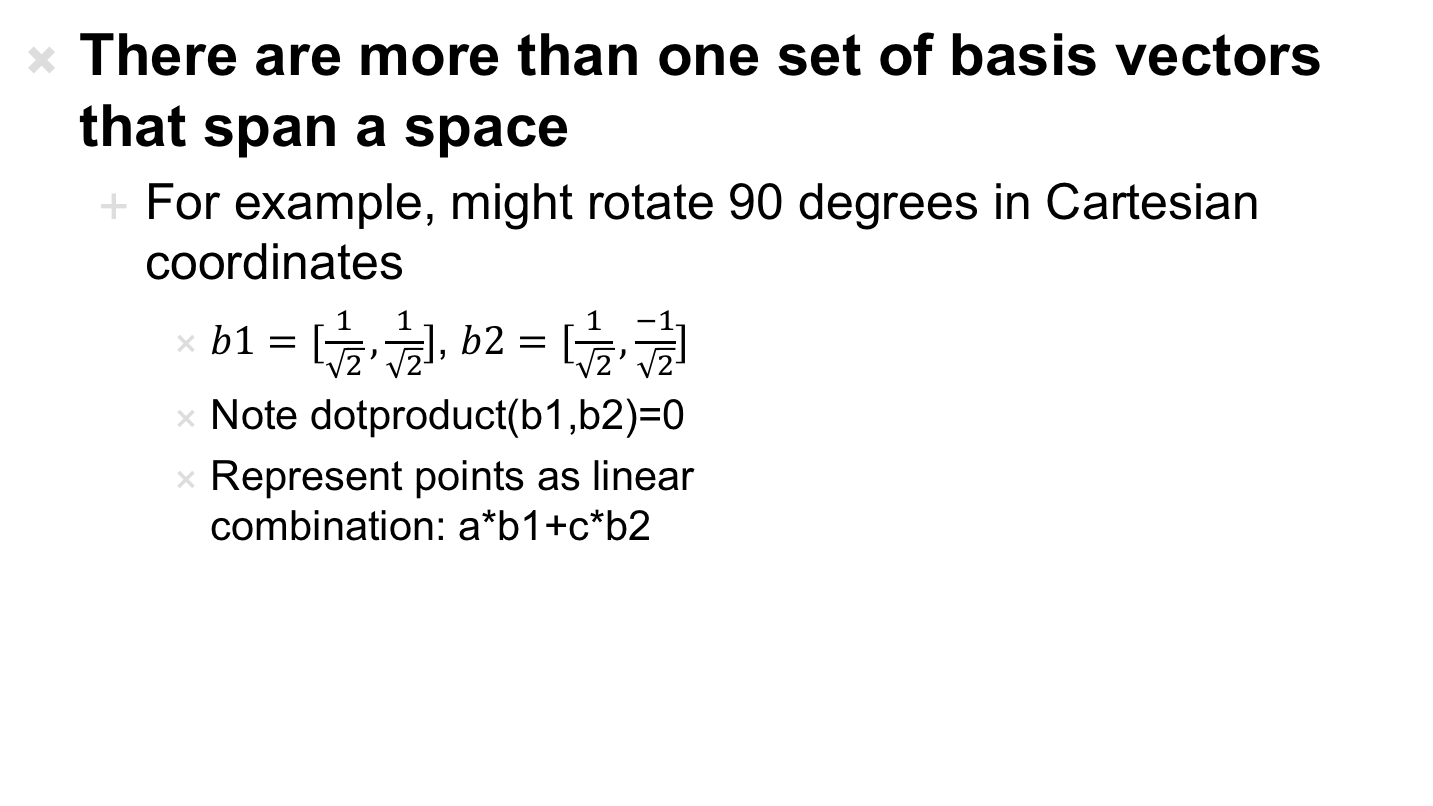 There are more than one set of basis vectors
that span a space
For example, might rotate 90 degrees in Cartesian
coordinates
b1 = [1/√2, 1/√2], b2 = [1/√2, −1/√2]
Note dotproduct(b1,b2)=0
Represent points as linear
combination: a*b1+c*b2